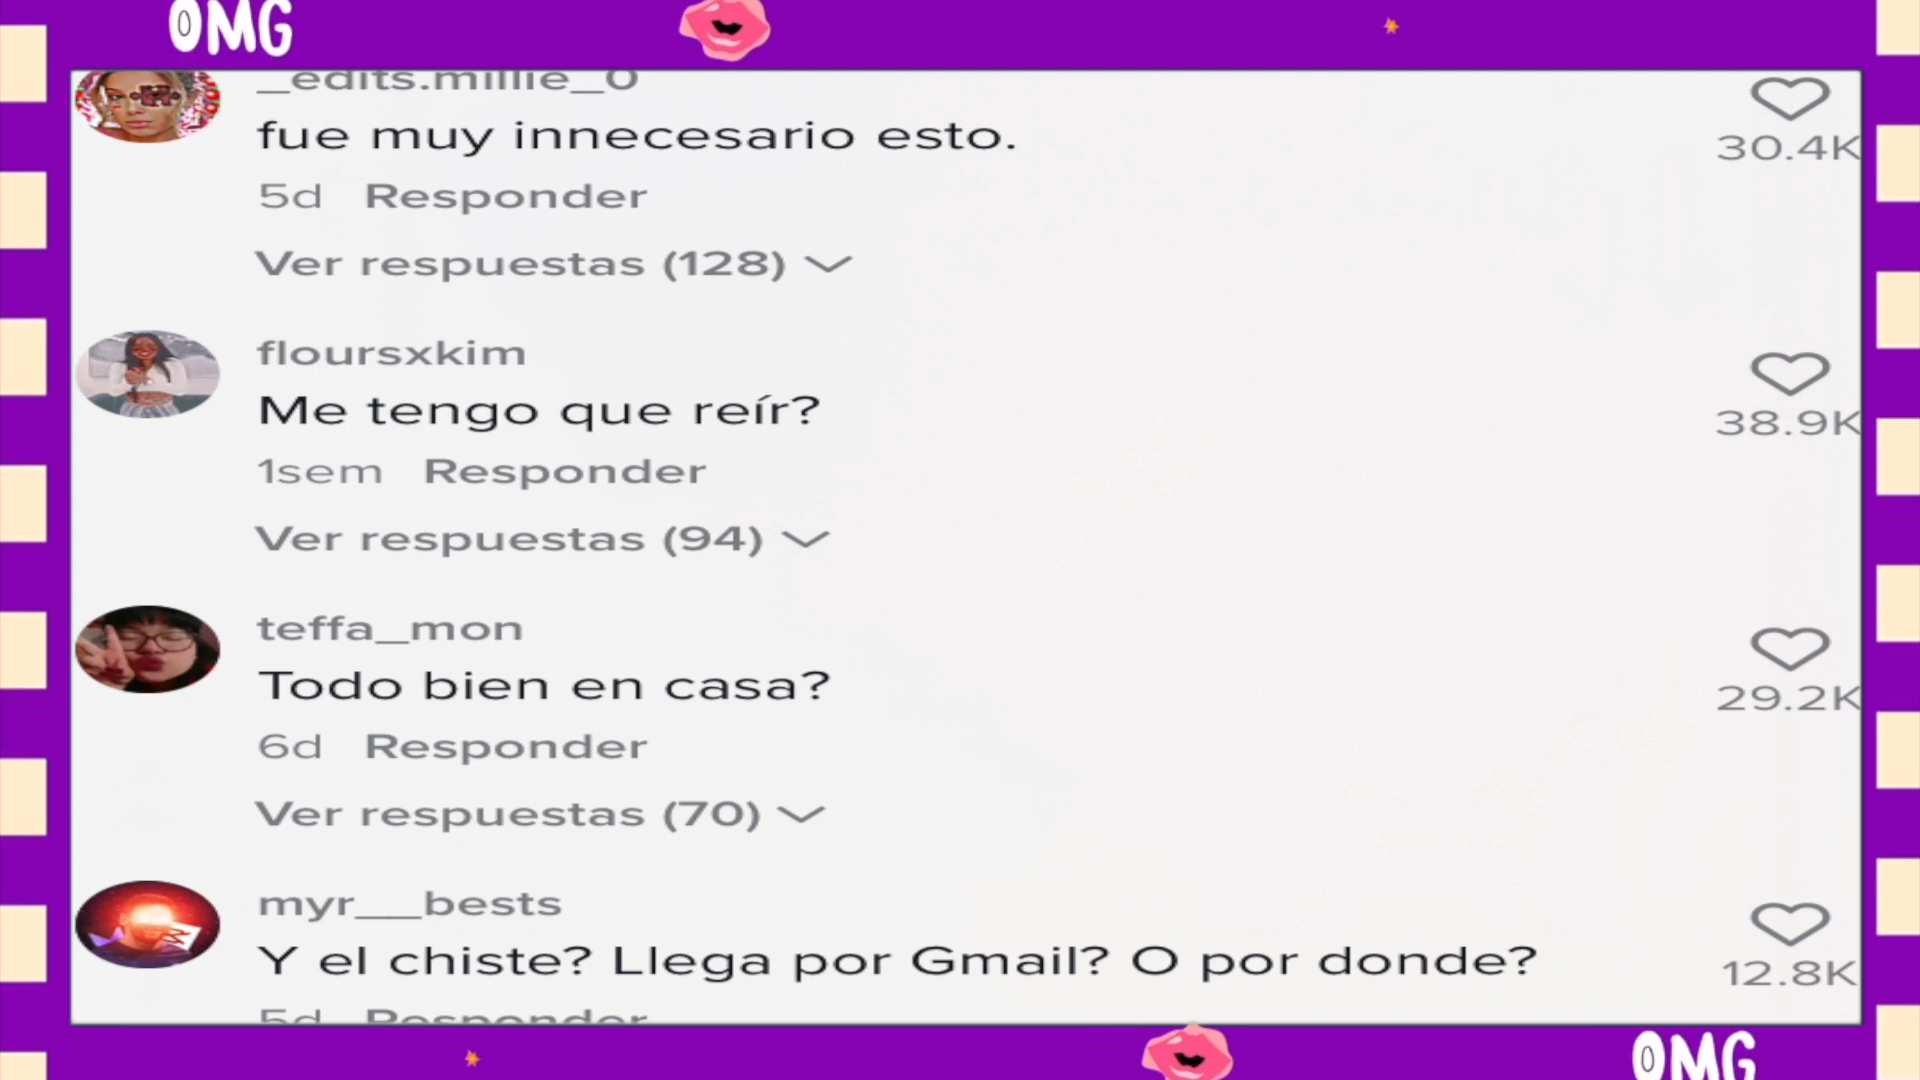 OMG
_edits.millie_0
fue muy innecesario esto.
30.4K
5d Responder
Ver respuestas (128)
floursxkim
Me tengo que reír?
38.9K
1sem Responder
Ver respuestas (94)
teffa_mon
Todo bien en casa?
29.2K
6d Responder
Ver respuestas (70)
myr__bests
Y el chiste? Llega por Gmail? O por donde?
12.8K
5d Responder
OMG